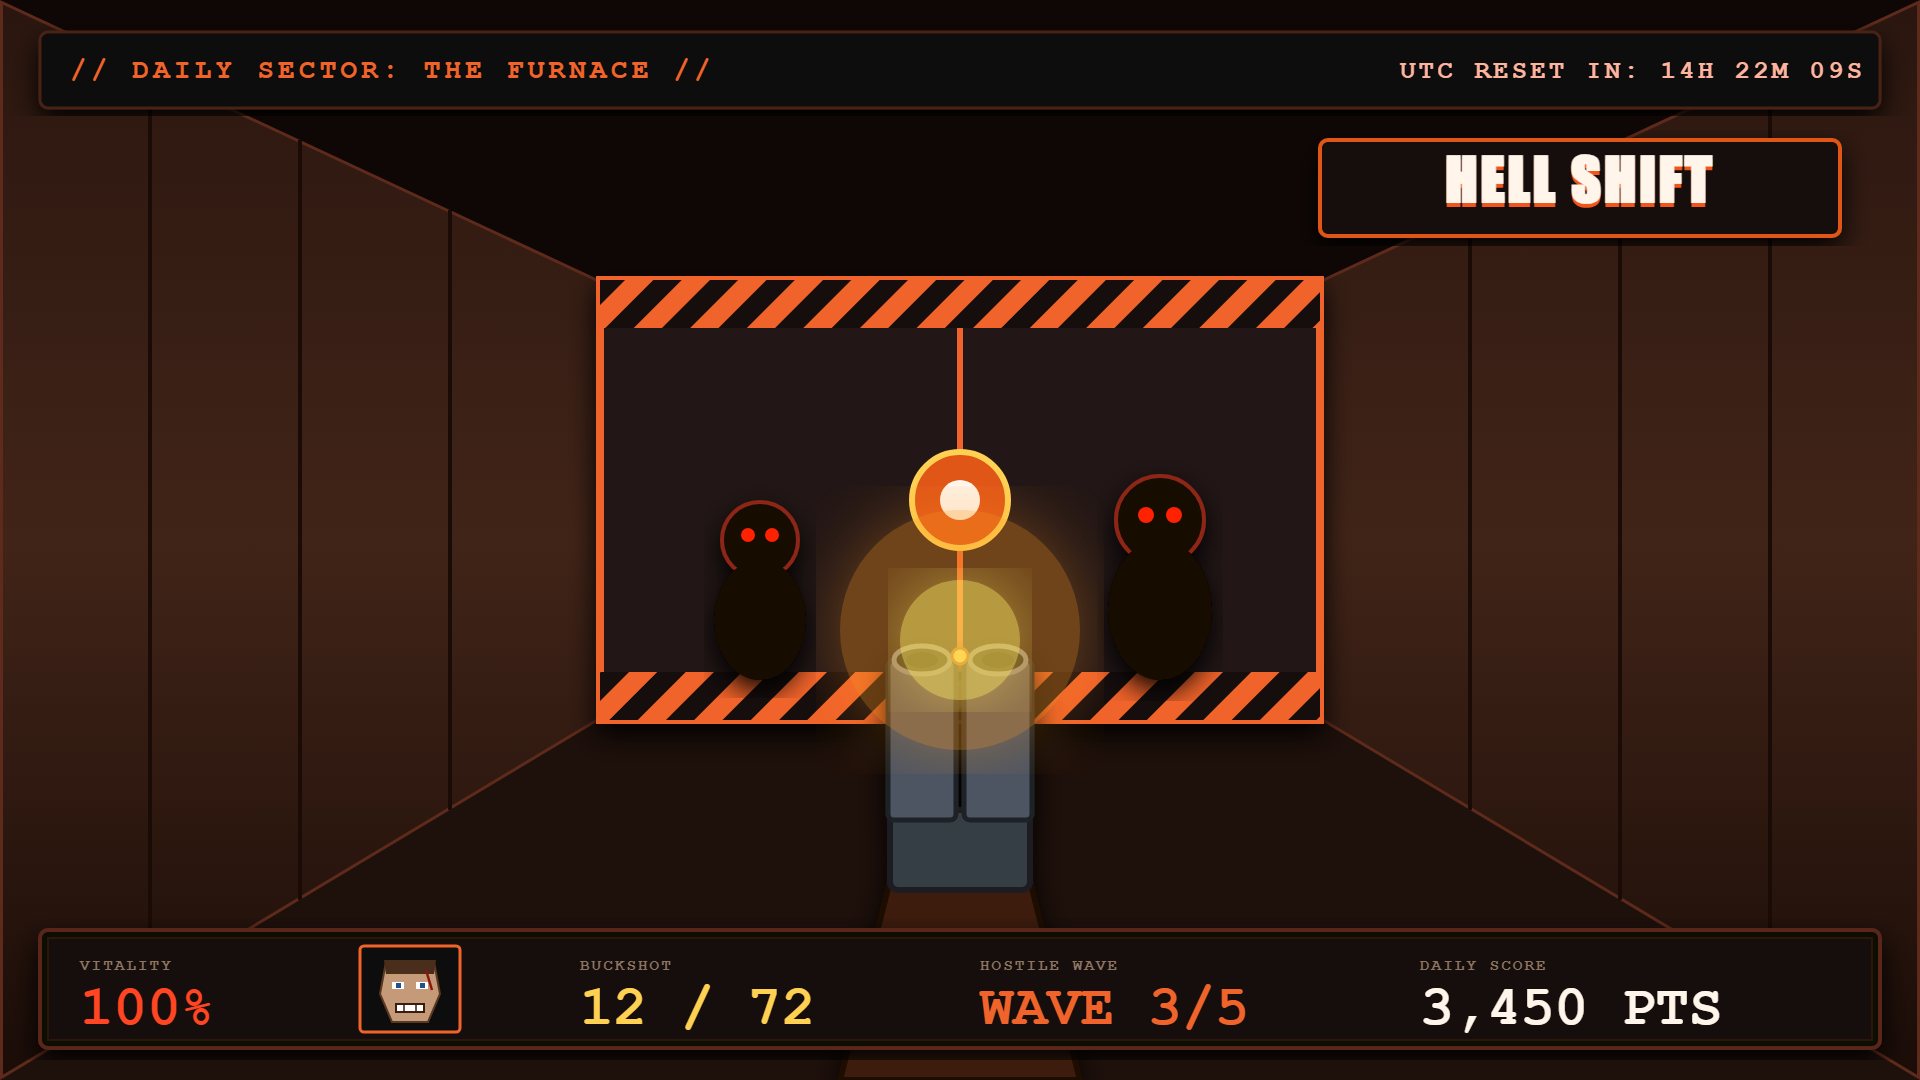 // DAILY SECTOR: THE FURNACE //
UTC RESET IN: 14H 22M 09S
HELL SHIFT
VITALITY
100%
BUCKSHOT
12 / 72
HOSTILE WAVE
WAVE 3/5
DAILY SCORE
3,450 PTS